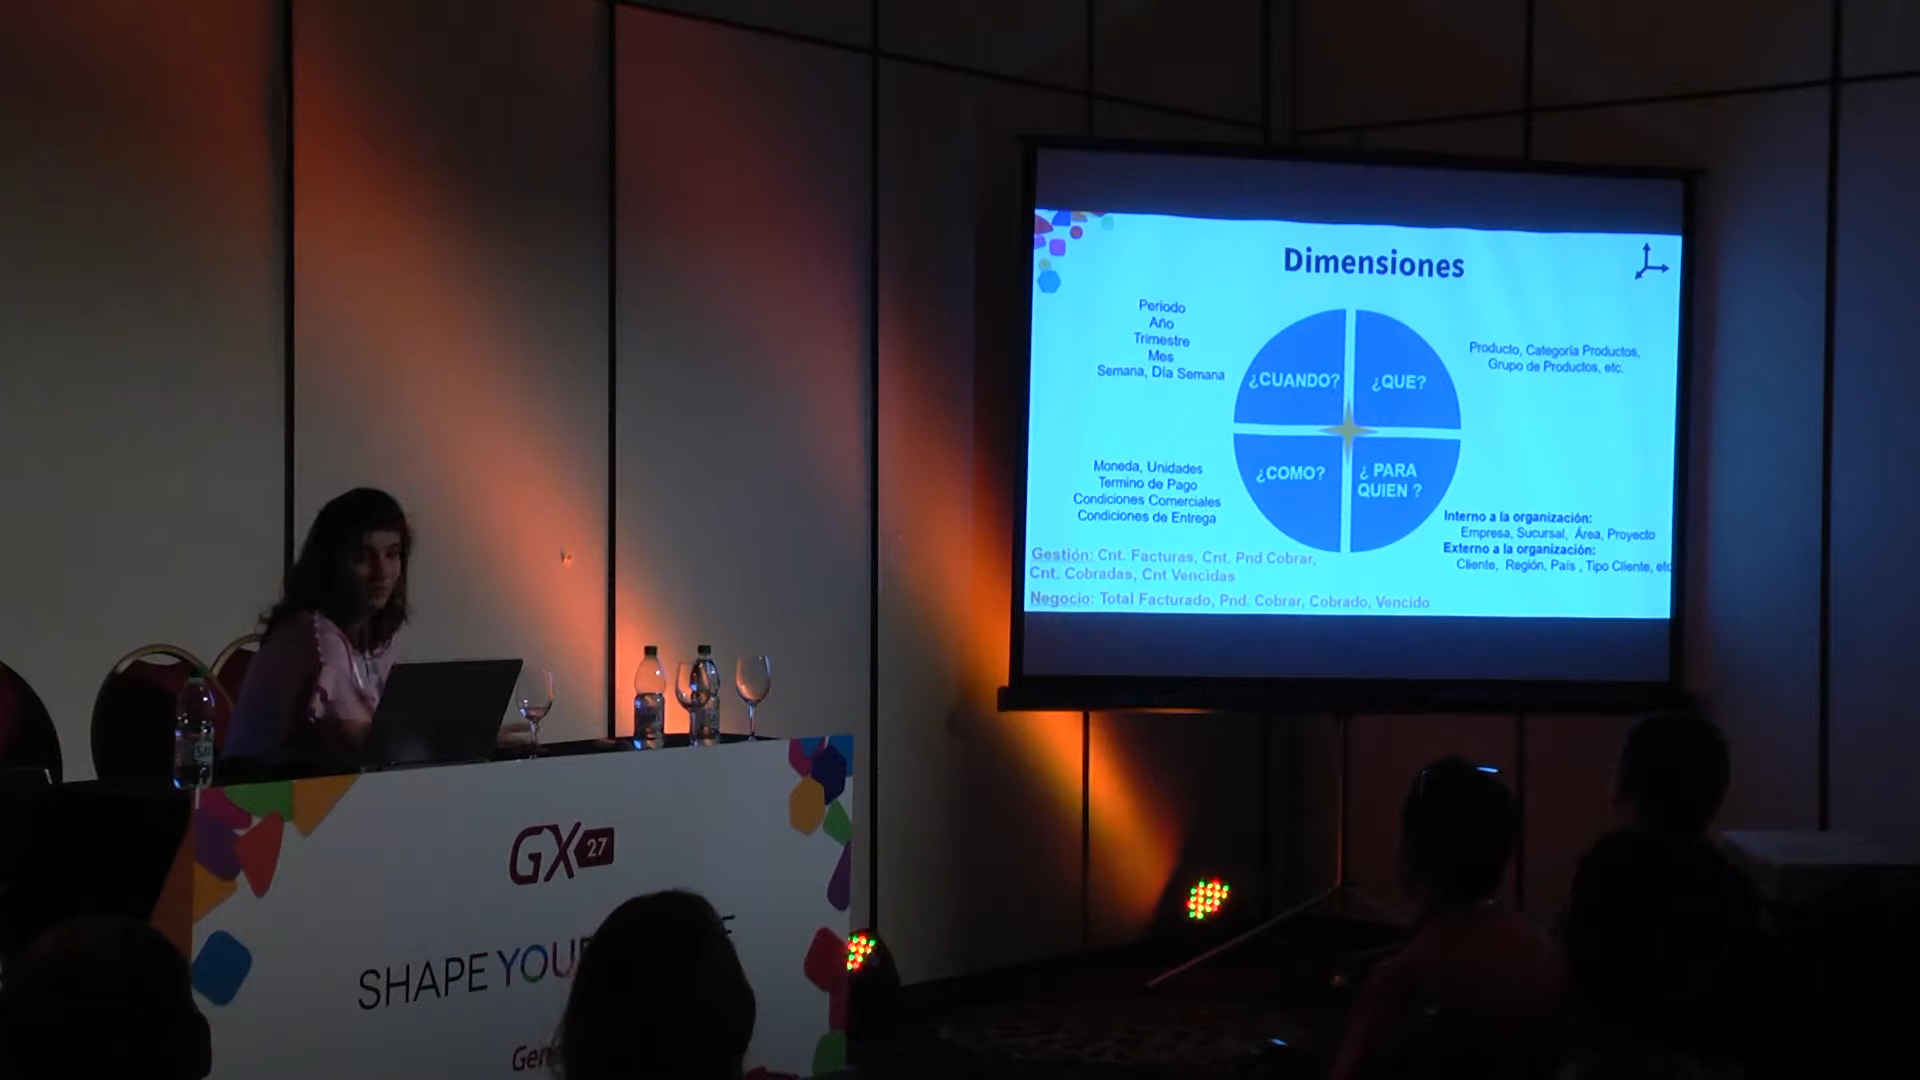 Dimensiones
Periodo
Año
Trimestre
Mes
Semana, Día Semana
¿CUANDO?
¿QUE?
Producto, Categoría Productos,
Grupo de Productos, etc.
Moneda, Unidades
Termino de Pago
Condiciones Comerciales
Condiciones de Entrega
¿COMO?
¿ PARA
QUIEN ?
Interno a la organización:
Empresa, Sucursal, Área, Proyecto
Externo a la organización:
Cliente, Región, País , Tipo Cliente, etc
Gestión: Cnt. Facturas, Cnt. Pnd Cobrar,
Cnt. Cobradas, Cnt Vencidas
Negocio: Total Facturado, Pnd. Cobrar, Cobrado, Vencido
GX 27
SHAPE